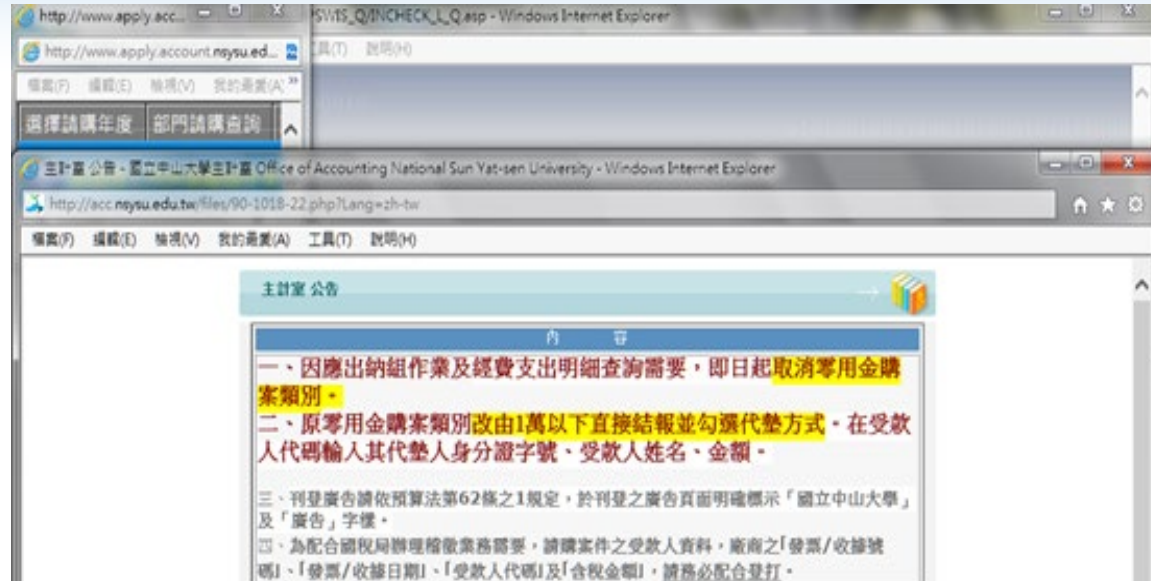 http://www.apply.acc...
SWIS_Q/INCHECK_L_Q.asp - Windows Internet Explorer
http://www.apply.account.nsysu.ed...
工具(T) 說明(H)
檔案(F) 編輯(E) 檢視(V) 我的最愛(A)
選擇請購年度 部門請購查詢
主計室 公告 - 國立中山大學主計室 Office of Accounting National Sun Yat-sen University - Windows Internet Explorer
http://acc.nsysu.edu.tw/files/90-1018-22.php?Lang=zh-tw
檔案(F) 編輯(E) 檢視(V) 我的最愛(A) 工具(T) 說明(H)
主計室 公告
內 容
一、因應出納組作業及經費支出明細查詢需要，即日起取消零用金購
案類別。
二、原零用金購案類別改由1萬以下直接結報並勾選代墊方式。在受款
人代碼輸入其代墊人身分證字號、受款人姓名、金額。
三、刊登廣告請依預算法第62條之1規定，於刊登之廣告頁面明確標示「國立中山大學」
及「廣告」字樣。
四、為配合國稅局辦理稽徵業務需要，請購案件之受款人資料，廠商之「發票/收據號
碼」、「發票/收據日期」、「受款人代碼」及「含稅金額」，請務必配合登打。